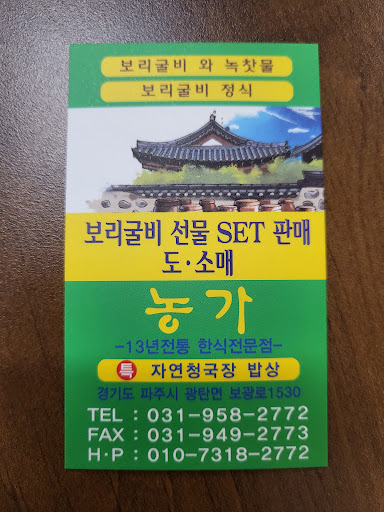 보리굴비 와 녹찻물
보리굴비 정식
보리굴비 선물 SET 판매
도·소매
농가
-13년전통 한식전문점-
특 자연청국장 밥상
경기도 파주시 광탄면 보광로1530
TEL : 031-958-2772
FAX : 031-949-2773
H·P : 010-7318-2772